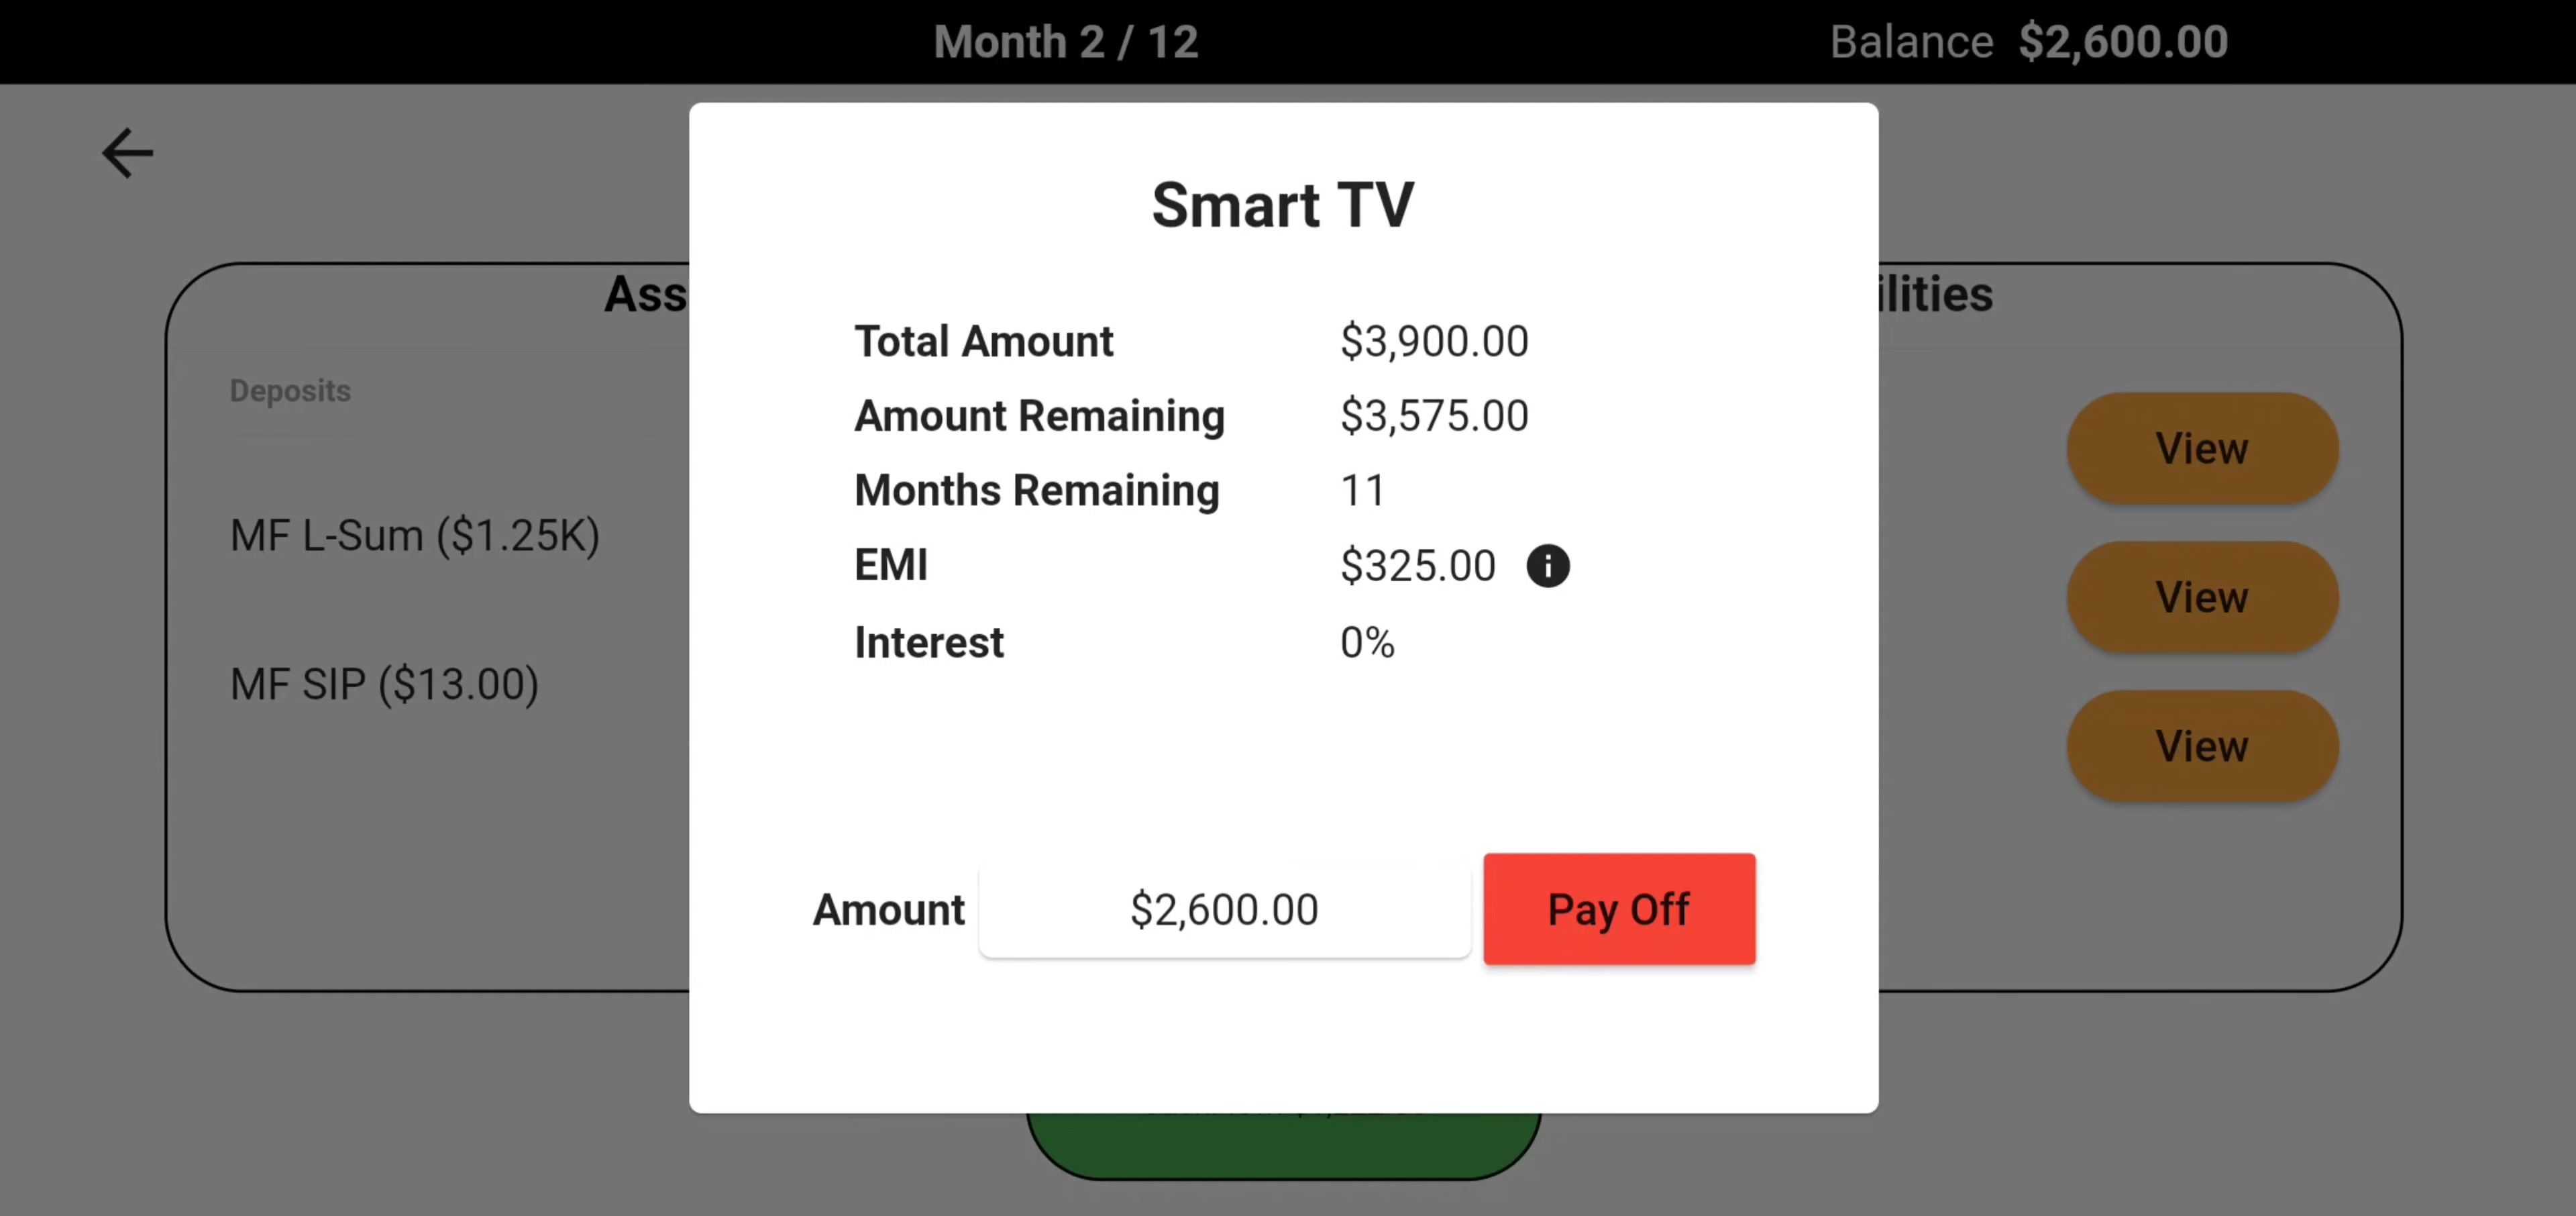 Month 2 / 12
Balance $2,600.00
Smart TV
Ass
ilities
Total Amount $3,900.00
Deposits
Amount Remaining $3,575.00
View
Months Remaining 11
MF L-Sum ($1.25K)
EMI $325.00 i
View
Interest 0%
MF SIP ($13.00)
View
Amount $2,600.00 Pay Off